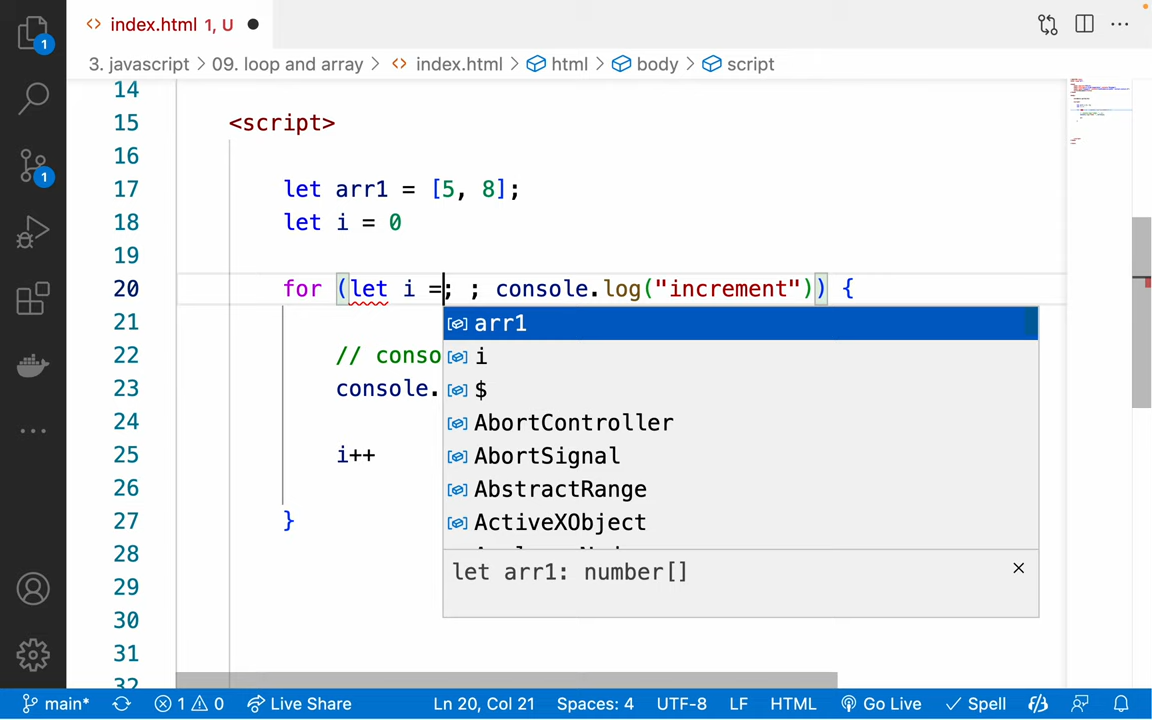 index.html 1, U
3. javascript > 09. loop and array > index.html > html > body > script
14
15 <script>
16
17 let arr1 = [5, 8];
18 let i = 0
19
20 for (let i =; ; console.log("increment")) {
21 arr1
22 // conso i
23 console. $
24 AbortController
25 i++ AbortSignal
26 AbstractRange
27 } ActiveXObject
28 let arr1: number[]
29
30
31
1
1
main* 1 0 Live Share Ln 20, Col 21 Spaces: 4 UTF-8 LF HTML Go Live Spell